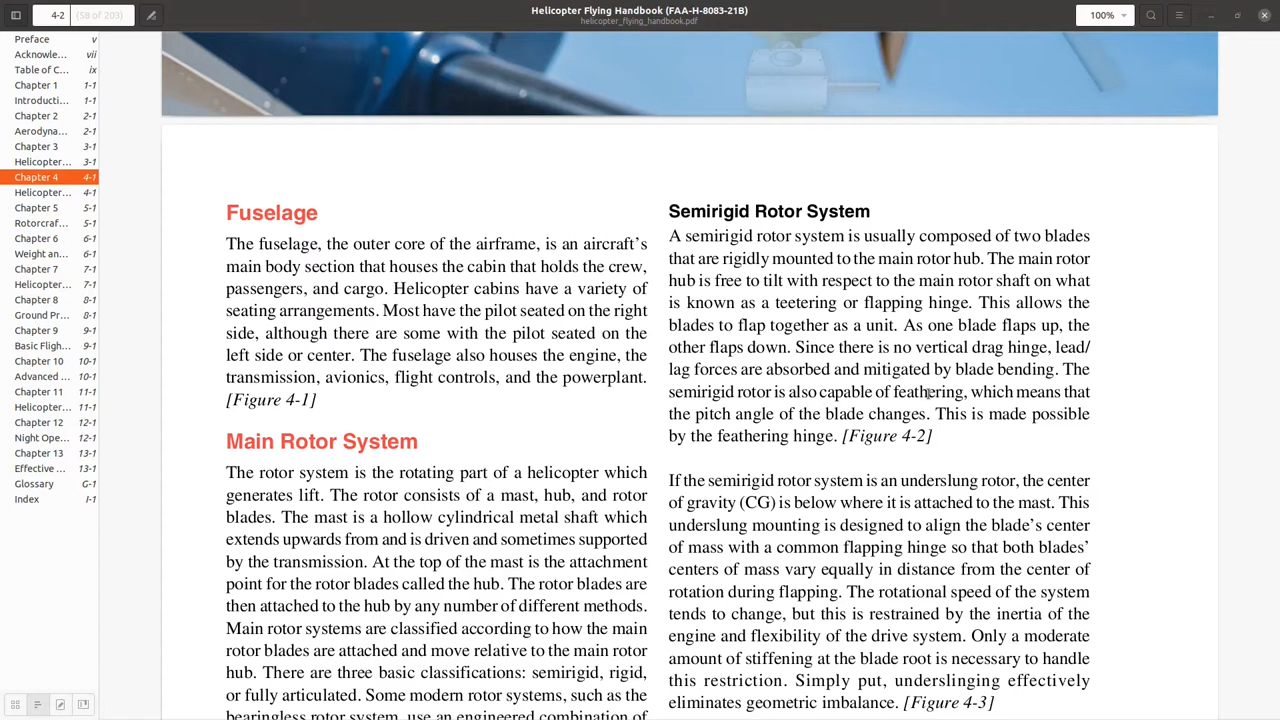 4-2
(58 of 203)
Helicopter Flying Handbook (FAA-H-8083-21B)
helicopter_flying_handbook.pdf
100%
Preface v
Acknowle... vii
Table of C... ix
Chapter 1 1-1
Introducti... 1-1
Chapter 2 2-1
Aerodyna... 2-1
Chapter 3 3-1
Helicopter... 3-1
Chapter 4 4-1
Helicopter... 4-1
Chapter 5 5-1
Rotorcraf... 5-1
Chapter 6 6-1
Weight an... 6-1
Chapter 7 7-1
Helicopter... 7-1
Chapter 8 8-1
Ground Pr... 8-1
Chapter 9 9-1
Basic Fligh... 9-1
Chapter 10 10-1
Advanced ... 10-1
Chapter 11 11-1
Helicopter... 11-1
Chapter 12 12-1
Night Ope... 12-1
Chapter 13 13-1
Effective ... 13-1
Glossary G-1
Index I-1
Fuselage
The fuselage, the outer core of the airframe, is an aircraft's
main body section that houses the cabin that holds the crew,
passengers, and cargo. Helicopter cabins have a variety of
seating arrangements. Most have the pilot seated on the right
side, although there are some with the pilot seated on the
left side or center. The fuselage also houses the engine, the
transmission, avionics, flight controls, and the powerplant.
[Figure 4-1]
Main Rotor System
The rotor system is the rotating part of a helicopter which
generates lift. The rotor consists of a mast, hub, and rotor
blades. The mast is a hollow cylindrical metal shaft which
extends upwards from and is driven and sometimes supported
by the transmission. At the top of the mast is the attachment
point for the rotor blades called the hub. The rotor blades are
then attached to the hub by any number of different methods.
Main rotor systems are classified according to how the main
rotor blades are attached and move relative to the main rotor
hub. There are three basic classifications: semirigid, rigid,
or fully articulated. Some modern rotor systems, such as the
bearingless rotor system, use an engineered combination of
Semirigid Rotor System
A semirigid rotor system is usually composed of two blades
that are rigidly mounted to the main rotor hub. The main rotor
hub is free to tilt with respect to the main rotor shaft on what
is known as a teetering or flapping hinge. This allows the
blades to flap together as a unit. As one blade flaps up, the
other flaps down. Since there is no vertical drag hinge, lead/
lag forces are absorbed and mitigated by blade bending. The
semirigid rotor is also capable of feathering, which means that
the pitch angle of the blade changes. This is made possible
by the feathering hinge. [Figure 4-2]
If the semirigid rotor system is an underslung rotor, the center
of gravity (CG) is below where it is attached to the mast. This
underslung mounting is designed to align the blade's center
of mass with a common flapping hinge so that both blades'
centers of mass vary equally in distance from the center of
rotation during flapping. The rotational speed of the system
tends to change, but this is restrained by the inertia of the
engine and flexibility of the drive system. Only a moderate
amount of stiffening at the blade root is necessary to handle
this restriction. Simply put, underslinging effectively
eliminates geometric imbalance. [Figure 4-3]